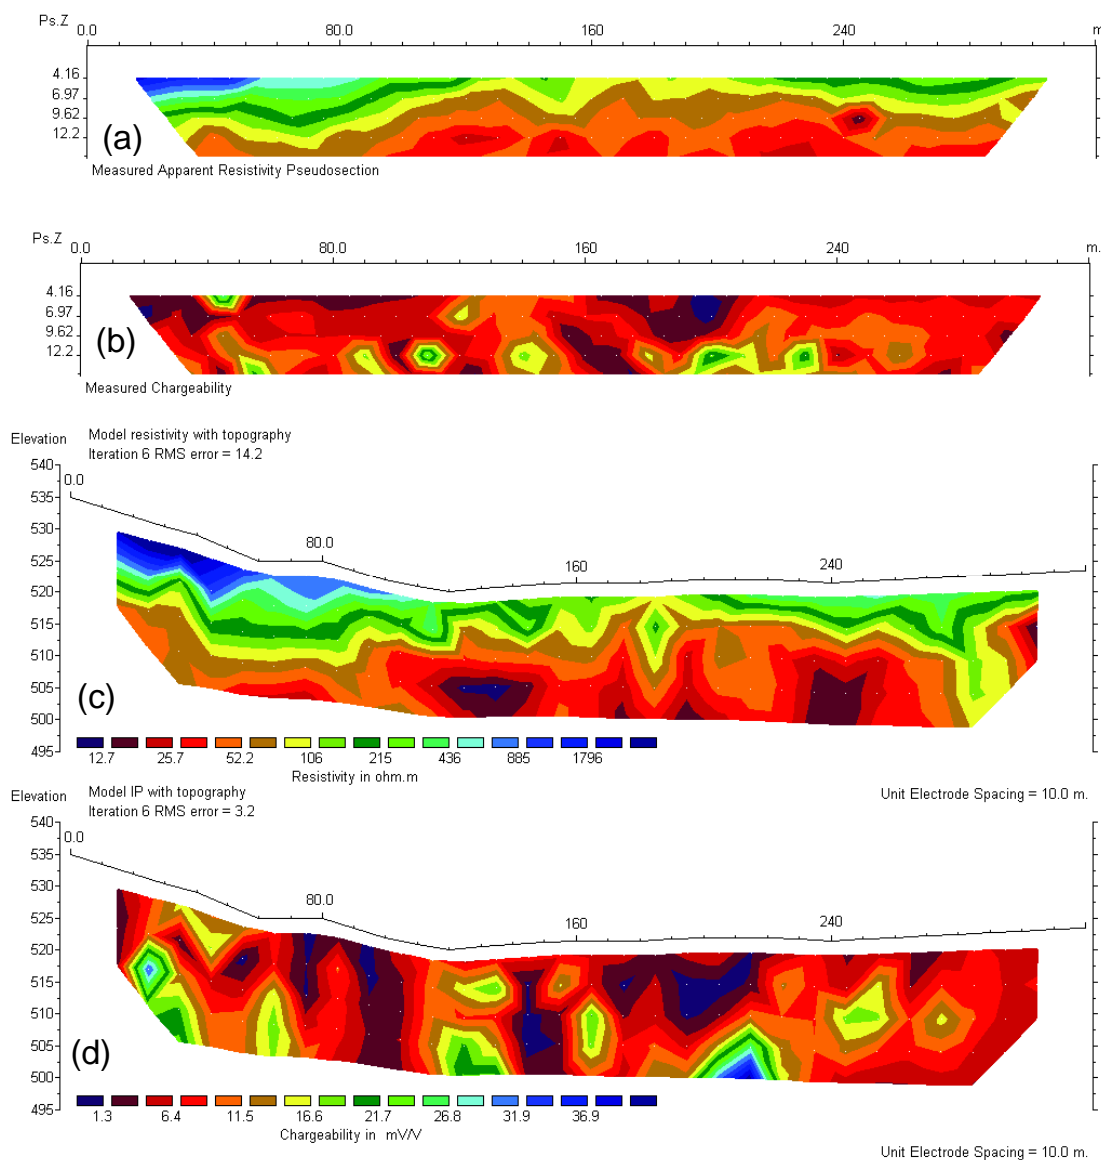 Ps.Z 0.0 80.0 160 240 m.
4.16
6.97
9.62
12.2
(a)
Measured Apparent Resistivity Pseudosection
Ps.Z 0.0 80.0 160 240 m.
4.16
6.97
9.62
12.2
(b)
Measured Chargeability
Elevation
Model resistivity with topography
Iteration 6 RMS error = 14.2
540
535
530
525
520
515
510
505
500
495
0.0
80.0
160
240
(c)
12.7 25.7 52.2 106 215 436 885 1796
Resistivity in ohm.m
Unit Electrode Spacing = 10.0 m.
Elevation
Model IP with topography
Iteration 6 RMS error = 3.2
540
535
530
525
520
515
510
505
500
495
0.0
80.0
160
240
(d)
1.3 6.4 11.5 16.6 21.7 26.8 31.9 36.9
Chargeability in mV/V
Unit Electrode Spacing = 10.0 m.